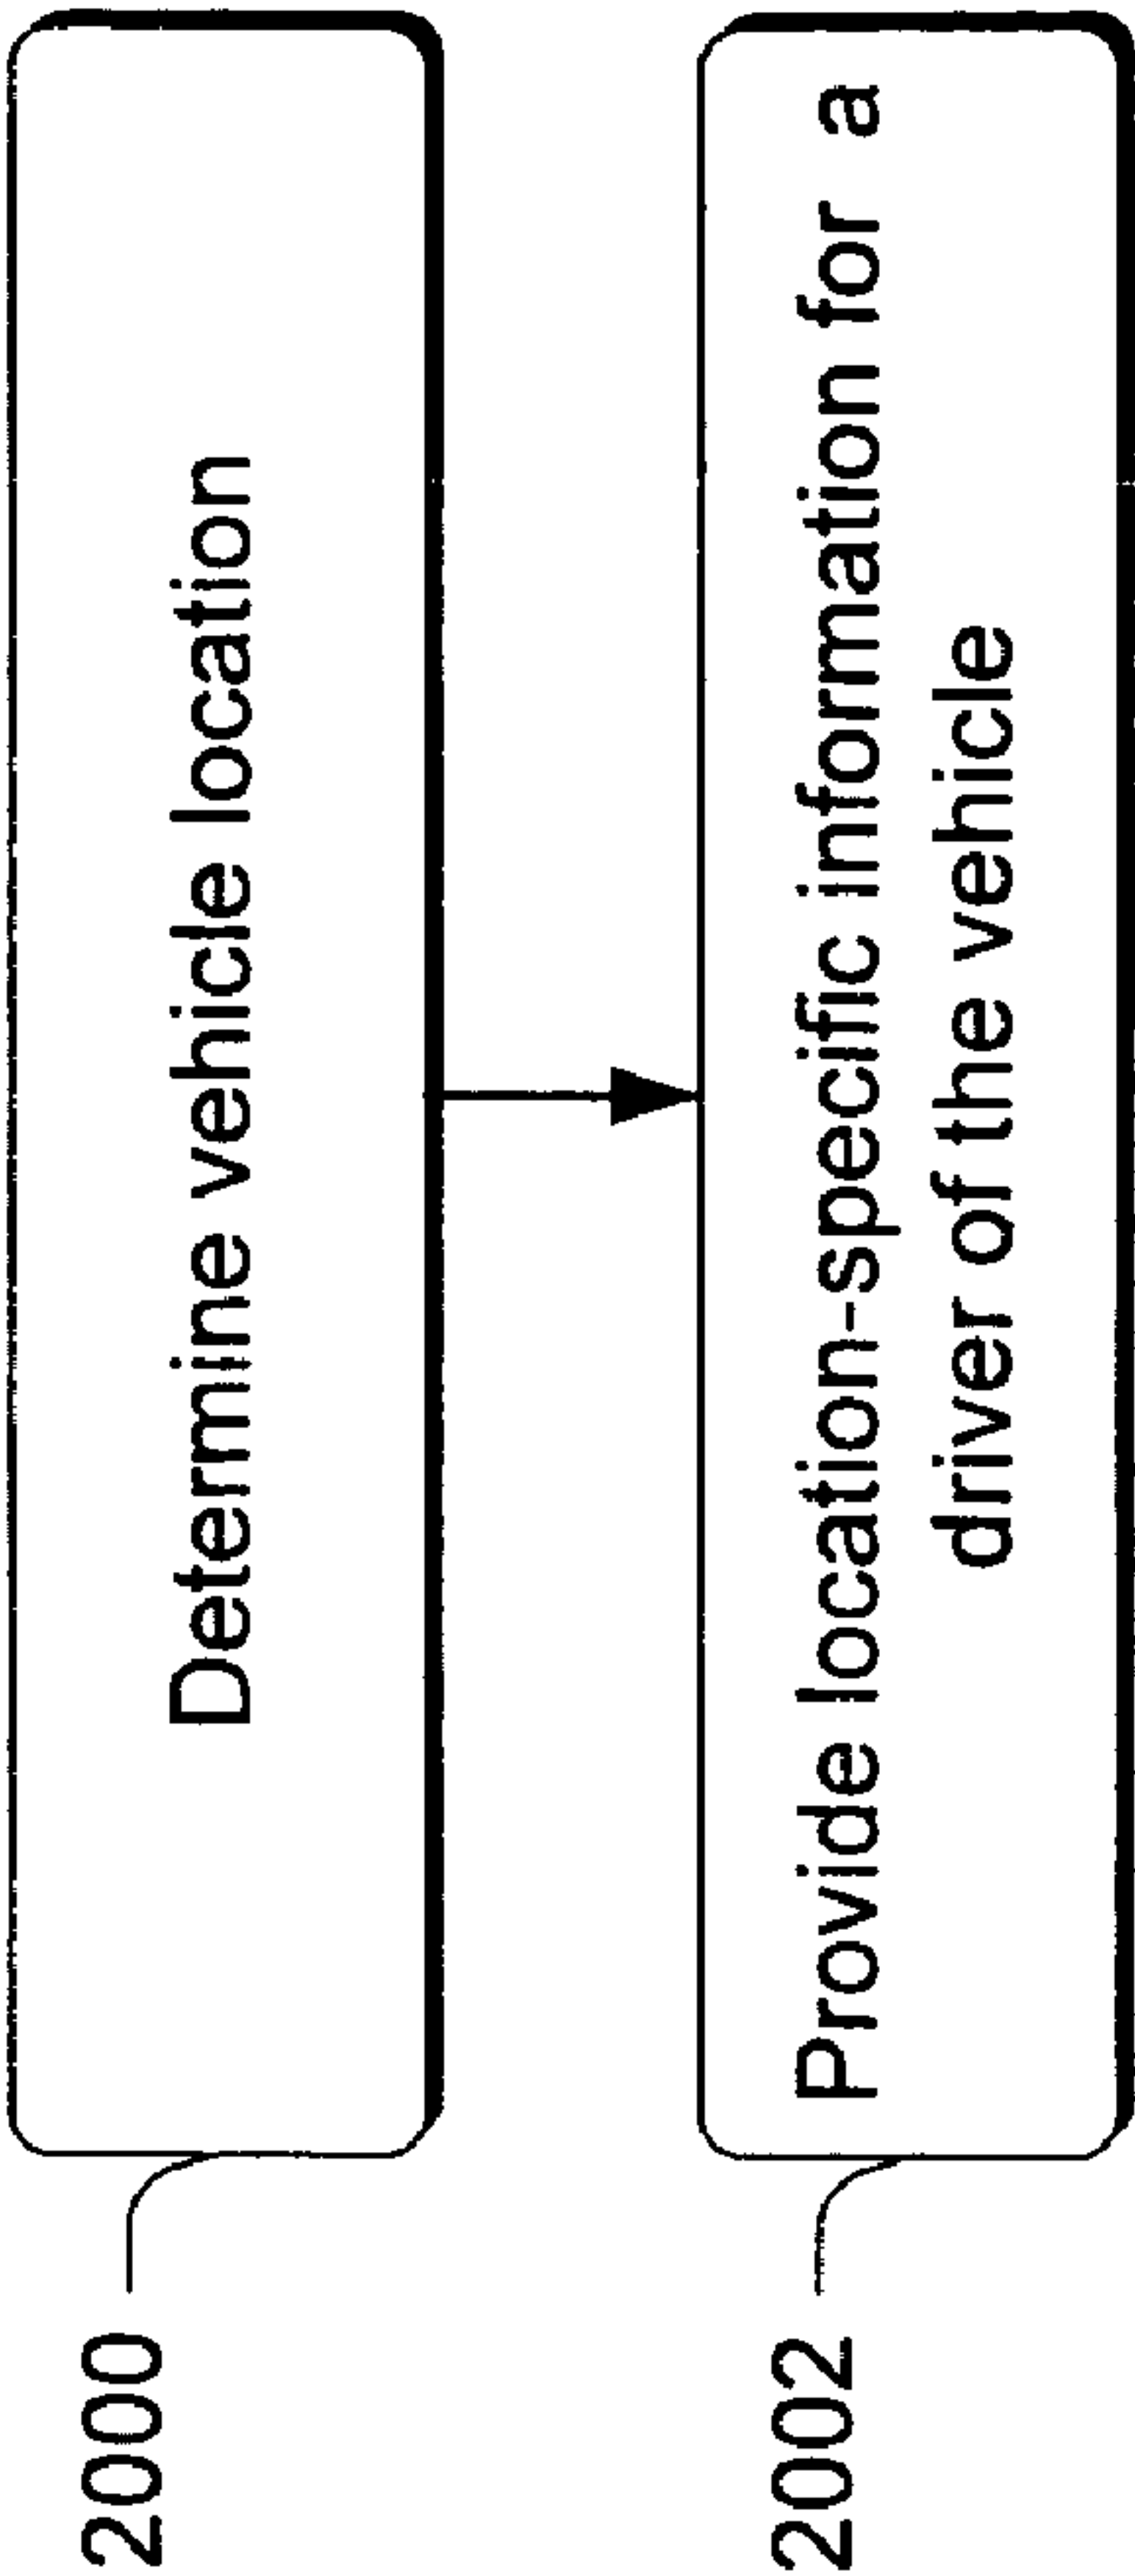 2000
Determine vehicle location
2002
Provide location-specific information for a
driver of the vehicle